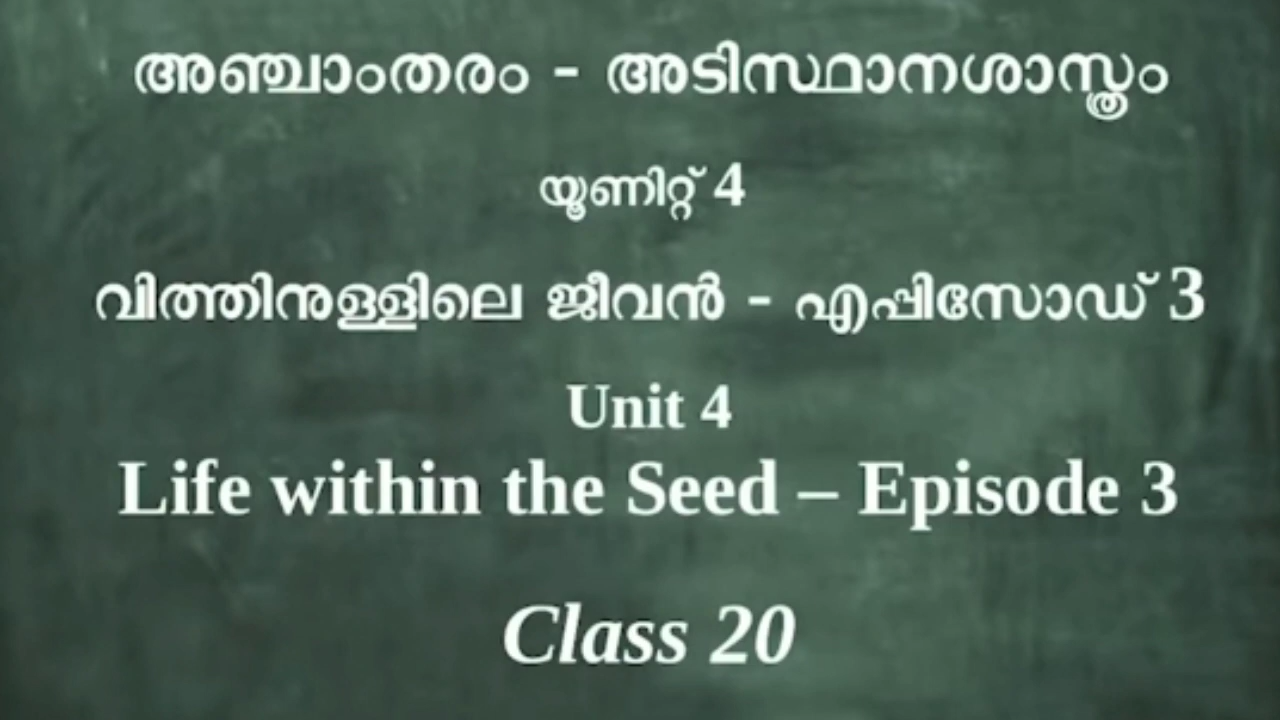 അഞ്ചാംതരം - അടിസ്ഥാനശാസ്ത്രം
യൂണിറ്റ് 4
വിത്തിനുള്ളിലെ ജീവൻ - എപ്പിസോഡ് 3
Unit 4
Life within the Seed – Episode 3
Class 20